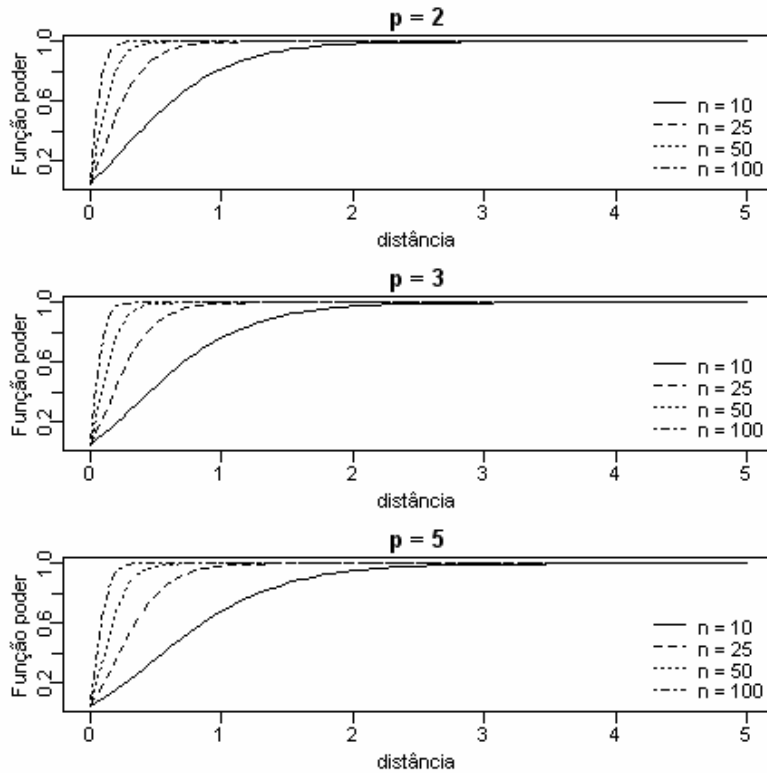 p = 2
Função poder
0.2 0.6 1.0
n = 10
n = 25
n = 50
n = 100
0 1 2 3 4 5
distância
p = 3
Função poder
0.2 0.6 1.0
n = 10
n = 25
n = 50
n = 100
0 1 2 3 4 5
distância
p = 5
Função poder
0.2 0.6 1.0
n = 10
n = 25
n = 50
n = 100
0 1 2 3 4 5
distância